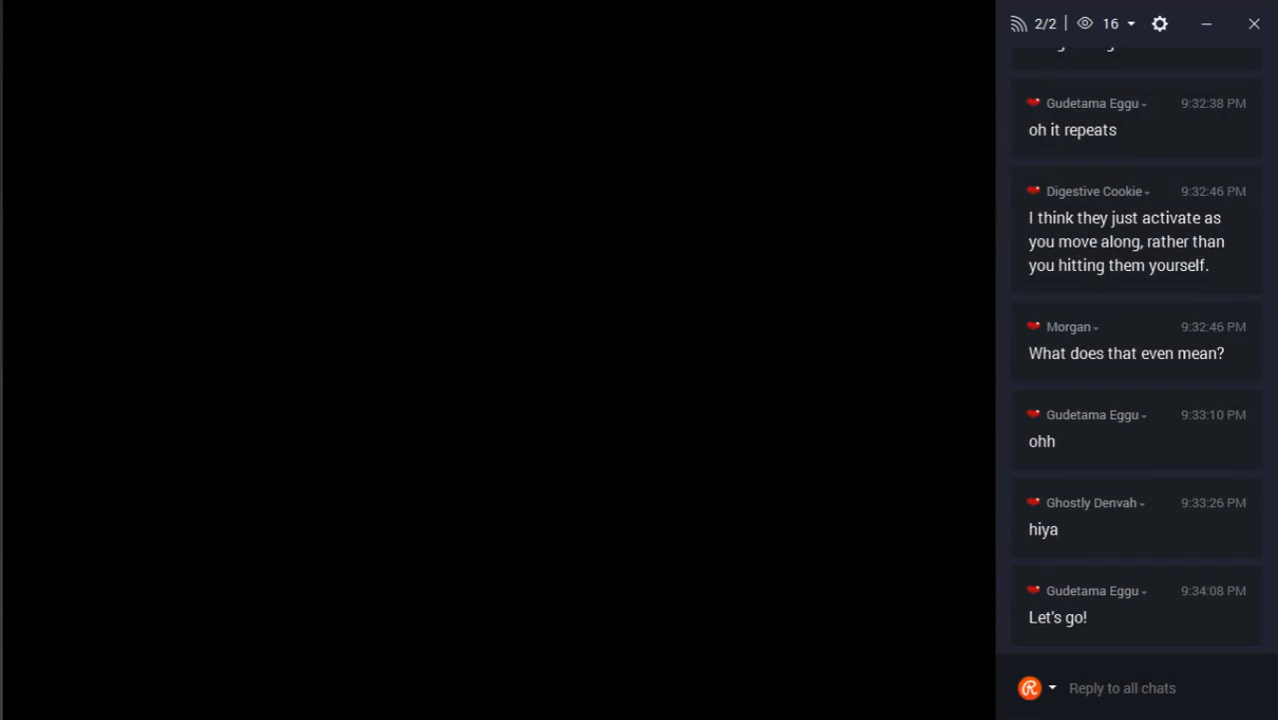 2/2 16
Gudetama Eggu 9:32:38 PM
oh it repeats
Digestive Cookie 9:32:46 PM
I think they just activate as
you move along, rather than
you hitting them yourself.
Morgan 9:32:46 PM
What does that even mean?
Gudetama Eggu 9:33:10 PM
ohh
Ghostly Denvah 9:33:26 PM
hiya
Gudetama Eggu 9:34:08 PM
Let's go!
Reply to all chats